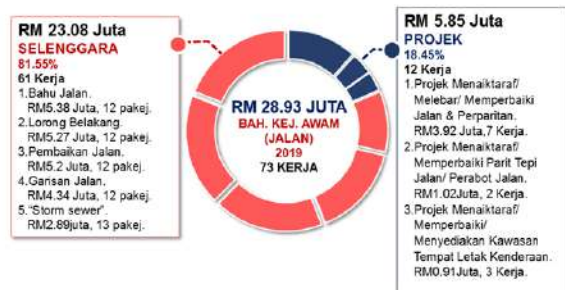 RM 23.08 Juta
SELENGGARA
81.55%
61 Kerja
1.Bahu Jalan.
RM5.38 Juta, 12 pakej.
2.Lorong Belakang.
RM5.27 Juta, 12 pakej.
3.Pembaikan Jalan.
RM5.2 Juta, 12 pakej.
4.Garisan Jalan.
RM4.34 Juta, 12 pakej.
5."Storm sewer".
RM2.89juta, 13 pakej.
RM 28.93 JUTA
BAH. KEJ. AWAM
(JALAN)
2019
73 KERJA
RM 5.85 Juta
PROJEK
18.45%
12 Kerja
1.Projek Menaiktaraf/
Melebar/ Memperbaiki
Jalan & Perparitan.
RM3.92 Juta,7 Kerja.
2.Projek Menaiktaraf/
Memperbaiki Parit Tepi
Jalan/ Perabot Jalan.
RM1.02Juta, 2 Kerja.
3.Projek Menaiktaraf/
Memperbaiki/
Menyediakan Kawasan
Tempat Letak Kenderaan.
RM0.91Juta, 3 Kerja.